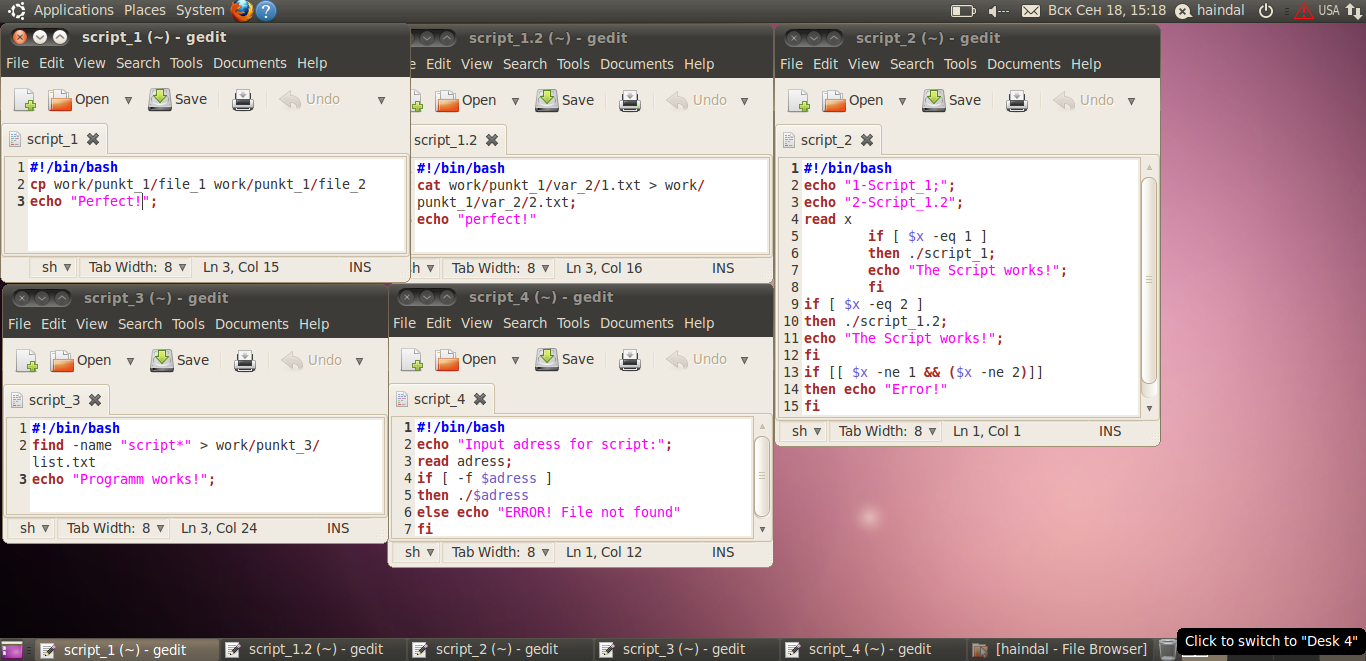 Applications Places System Вск Сен 18, 15:18 haindal USA
script_1 (~) - gedit
File Edit View Search Tools Documents Help
Open Save Undo
script_1
1 #!/bin/bash
2 cp work/punkt_1/file_1 work/punkt_1/file_2
3 echo "Perfect!";
sh Tab Width: 8 Ln 3, Col 15 INS
script_1.2 (~) - gedit
e Edit View Search Tools Documents Help
Open Save Undo
script_1.2
#!/bin/bash
cat work/punkt_1/var_2/1.txt > work/
punkt_1/var_2/2.txt;
echo "perfect!"
sh Tab Width: 8 Ln 3, Col 16 INS
script_2 (~) - gedit
File Edit View Search Tools Documents Help
Open Save Undo
script_2
1 #!/bin/bash
2 echo "1-Script_1;";
3 echo "2-Script_1.2";
4 read x
5 if [ $x -eq 1 ]
6 then ./script_1;
7 echo "The Script works!";
8 fi
9 if [ $x -eq 2 ]
10 then ./script_1.2;
11 echo "The Script works!";
12 fi
13 if [[ $x -ne 1 && ($x -ne 2)]]
14 then echo "Error!"
15 fi
sh Tab Width: 8 Ln 1, Col 1 INS
script_3 (~) - gedit
File Edit View Search Tools Documents Help
Open Save Undo
script_3
1 #!/bin/bash
2 find -name "script*" > work/punkt_3/
list.txt
3 echo "Programm works!";
sh Tab Width: 8 Ln 3, Col 24 INS
script_4 (~) - gedit
File Edit View Search Tools Documents Help
Open Save Undo
script_4
1 #!/bin/bash
2 echo "Input adress for script:";
3 read adress;
4 if [ -f $adress ]
5 then ./$adress
6 else echo "ERROR! File not found"
7 fi
sh Tab Width: 8 Ln 1, Col 12 INS
Click to switch to "Desk 4"
script_1 (~) - gedit script_1.2 (~) - gedit script_2 (~) - gedit script_3 (~) - gedit script_4 (~) - gedit [haindal - File Browser]